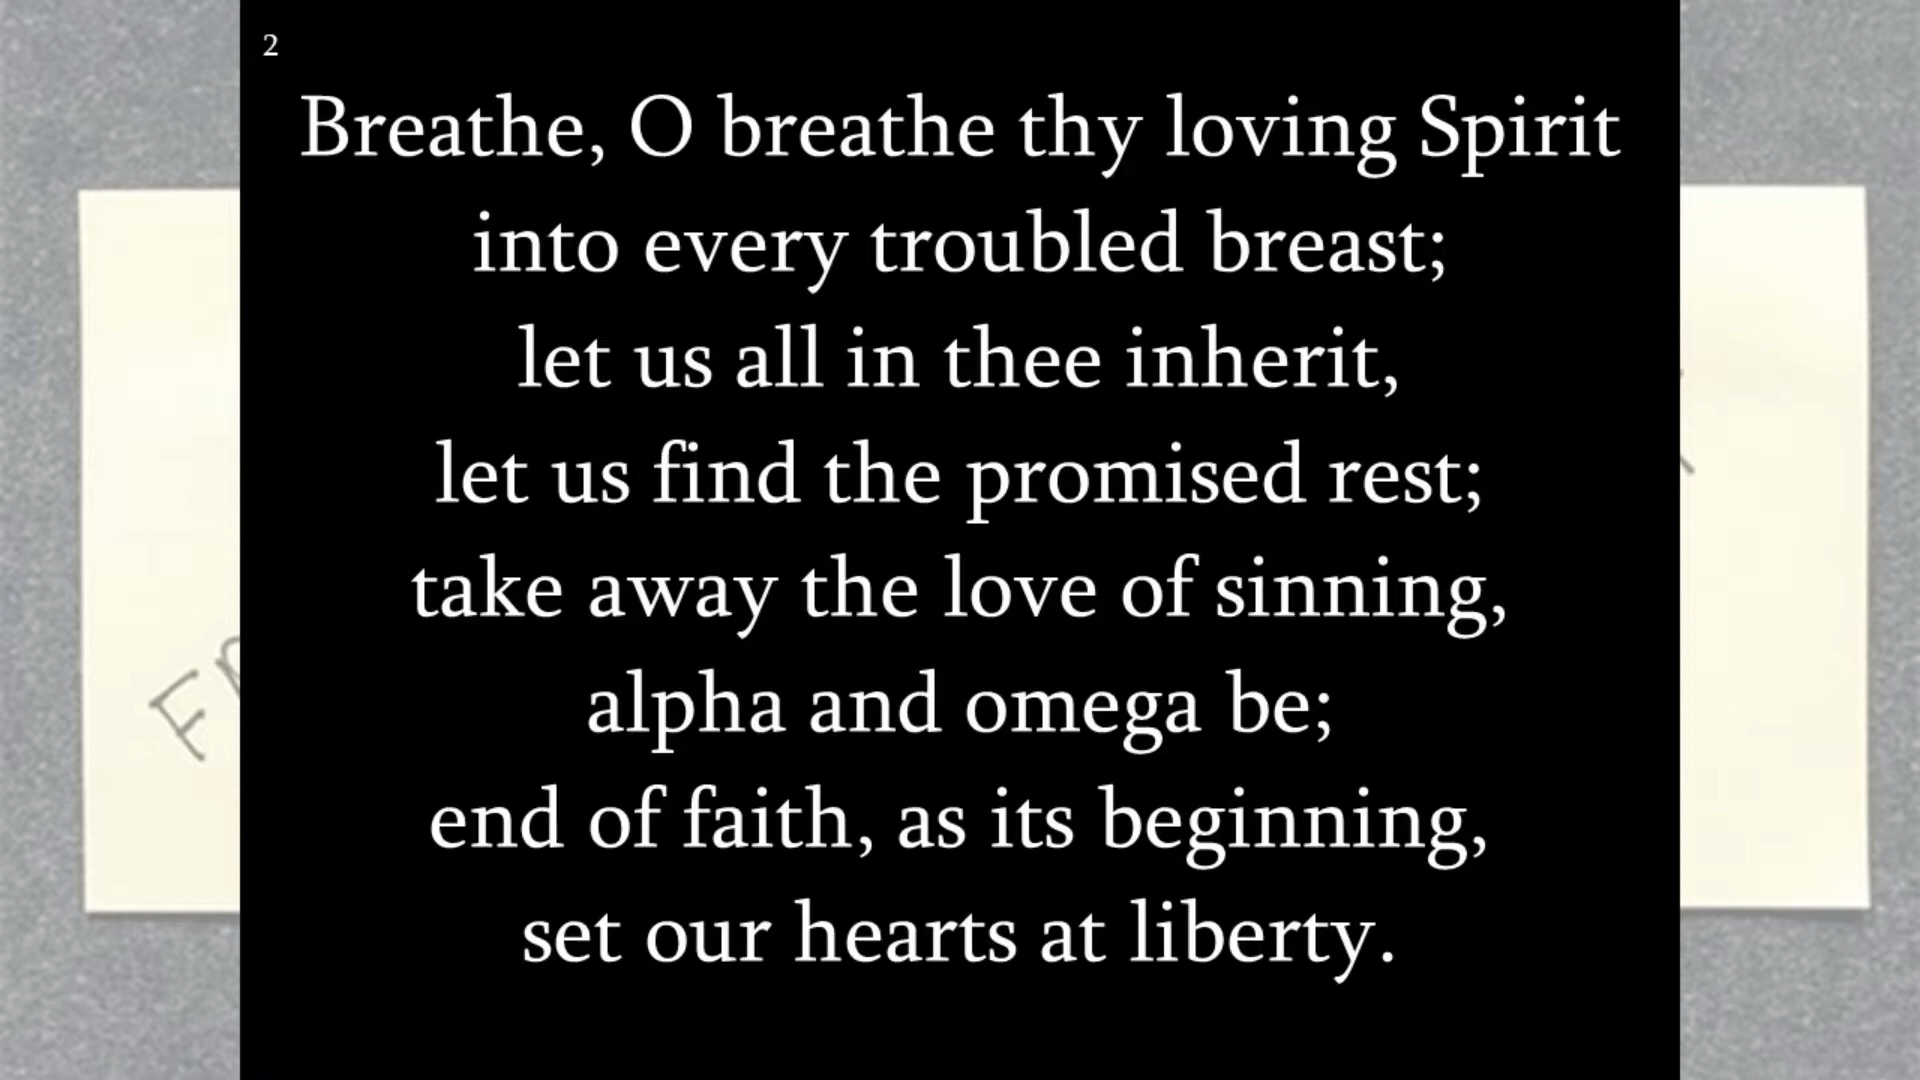 2
Breathe, O breathe thy loving Spirit
into every troubled breast;
let us all in thee inherit,
let us find the promised rest;
take away the love of sinning,
alpha and omega be;
end of faith, as its beginning,
set our hearts at liberty.